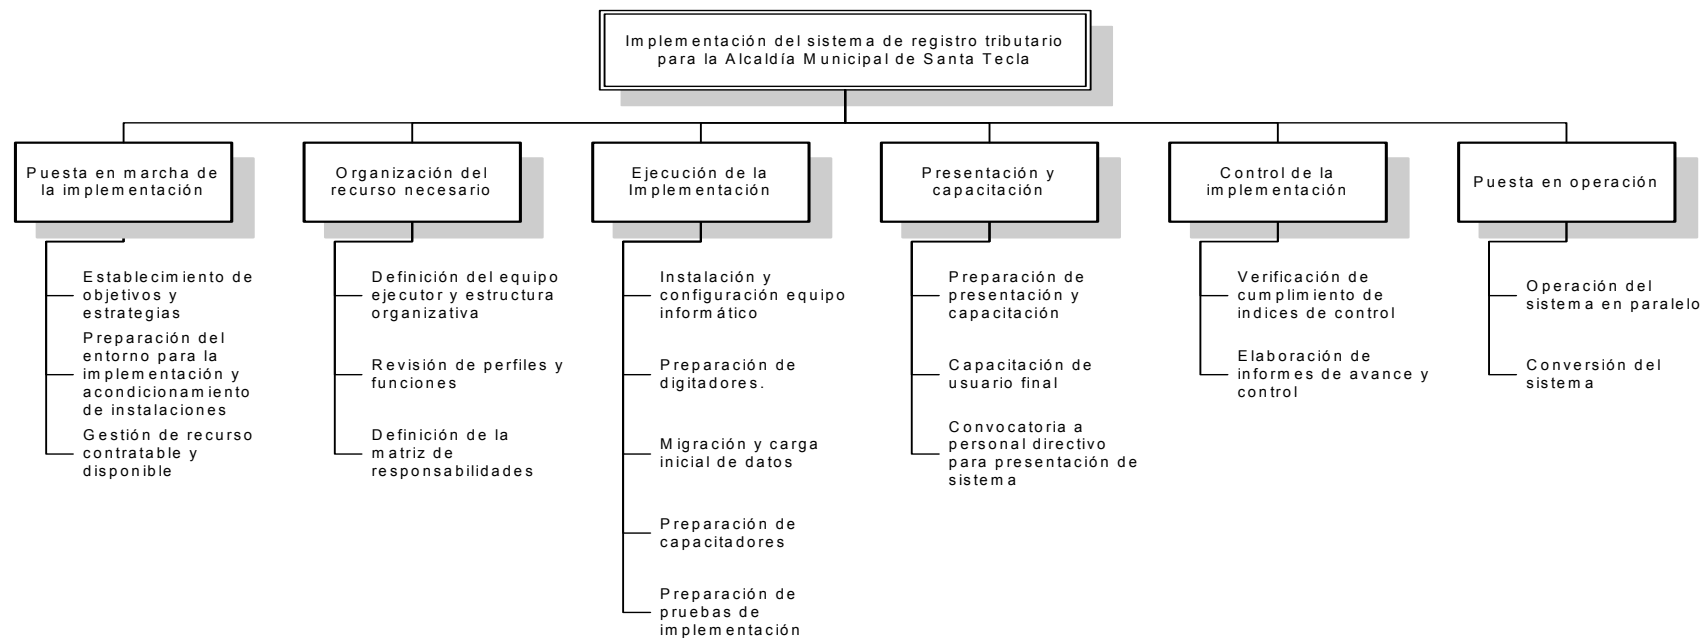 Implementación del sistema de registro tributario
para la Alcaldía Municipal de Santa Tecla
Puesta en marcha de
la implementación
Establecimiento de
objetivos y
estrategias
Preparación del
entorno para la
implementación y
acondicionamiento
de instalaciones
Gestión de recurso
contratable y
disponible
Organización del
recurso necesario
Definición del equipo
ejecutor y estructura
organizativa
Revisión de perfiles y
funciones
Definición de la
matriz de
responsabilidades
Ejecución de la
Implementación
Instalación y
configuración equipo
informático
Preparación de
digitadores.
Migración y carga
inicial de datos
Preparación de
capacitadores
Preparación de
pruebas de
implementación
Presentación y
capacitación
Preparación de
presentación y
capacitación
Capacitación de
usuario final
Convocatoria a
personal directivo
para presentación de
sistema
Control de la
implementación
Verificación de
cumplimiento de
indices de control
Elaboración de
informes de avance y
control
Puesta en operación
Operación del
sistema en paralelo
Conversión del
sistema